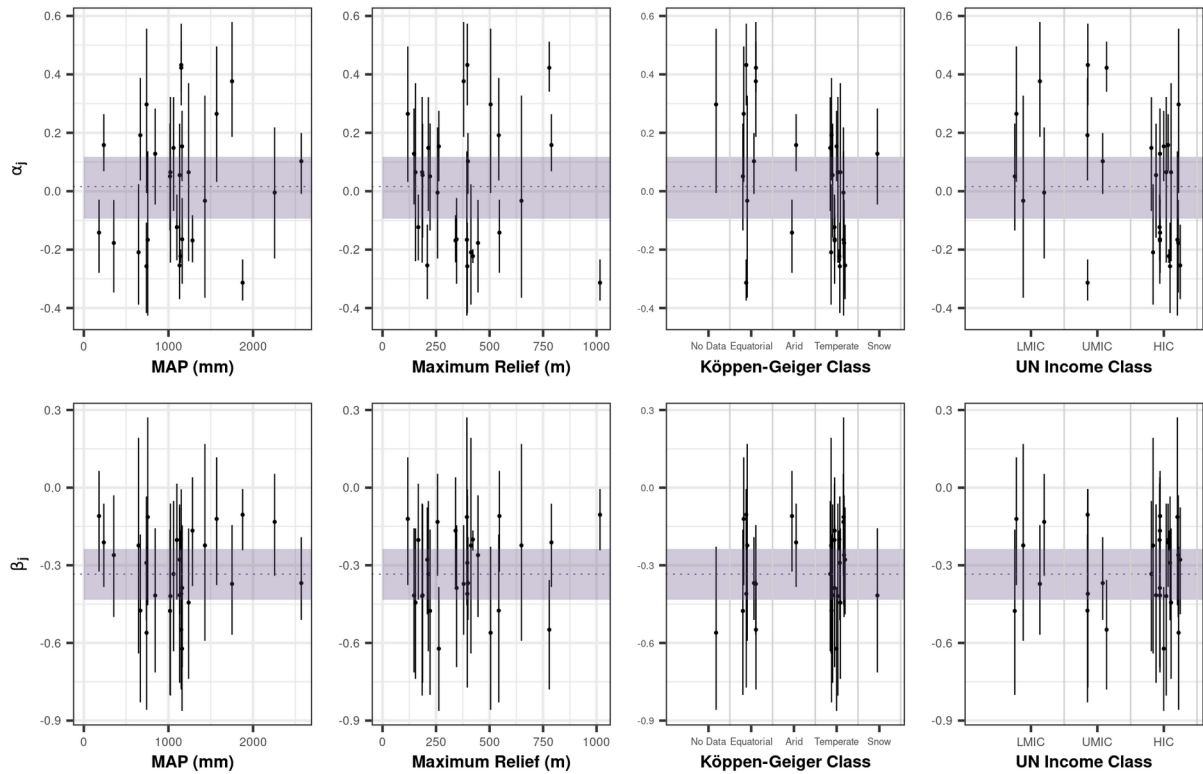 0.6
0.4
0.2
0.0
-0.2
-0.4
αj
0 1000 2000
MAP (mm)
0.6
0.4
0.2
0.0
-0.2
-0.4
0 250 500 750 1000
Maximum Relief (m)
0.6
0.4
0.2
0.0
-0.2
-0.4
No Data Equatorial Arid Temperate Snow
Köppen-Geiger Class
0.6
0.4
0.2
0.0
-0.2
-0.4
LMIC UMIC HIC
UN Income Class
0.3
0.0
-0.3
-0.6
-0.9
βj
0 1000 2000
MAP (mm)
0.3
0.0
-0.3
-0.6
-0.9
0 250 500 750 1000
Maximum Relief (m)
0.3
0.0
-0.3
-0.6
-0.9
No Data Equatorial Arid Temperate Snow
Köppen-Geiger Class
0.3
0.0
-0.3
-0.6
-0.9
LMIC UMIC HIC
UN Income Class